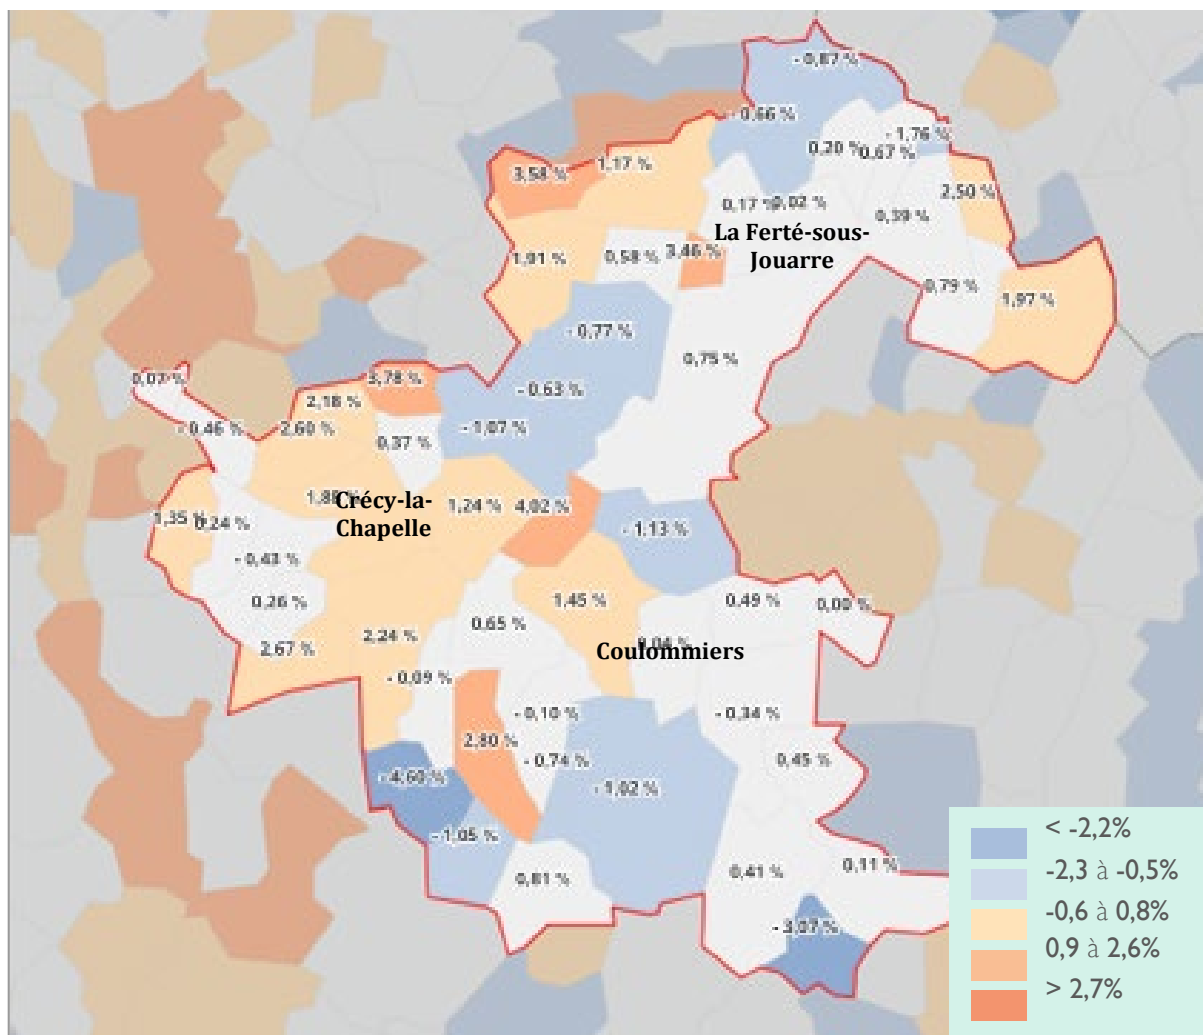 - 0,87 %
- 0,66 %
- 1,76 %
0,20 %
0,67 %
3,58 %
1,17 %
2,50 %
0,17 %
0,02 %
0,39 %
La Ferté-sous-
Jouarre
1,91 %
0,58 %
3,46 %
0,79 %
1,97 %
- 0,77 %
0,75 %
0,07 %
3,78 %
- 0,63 %
2,18 %
- 0,46 %
2,60 %
0,37 %
- 1,07 %
Crécy-la-
Chapelle
1,24 %
4,02 %
1,35 %
0,24 %
- 1,13 %
- 0,43 %
0,26 %
1,45 %
0,49 %
0,00 %
0,65 %
2,24 %
2,67 %
Coulommiers
- 0,09 %
- 0,10 %
- 0,34 %
2,80 %
- 0,74 %
0,45 %
- 4,60 %
- 1,02 %
- 1,05 %
0,81 %
0,41 %
0,11 %
- 3,07 %
< -2,2%
-2,3 à -0,5%
-0,6 à 0,8%
0,9 à 2,6%
> 2,7%